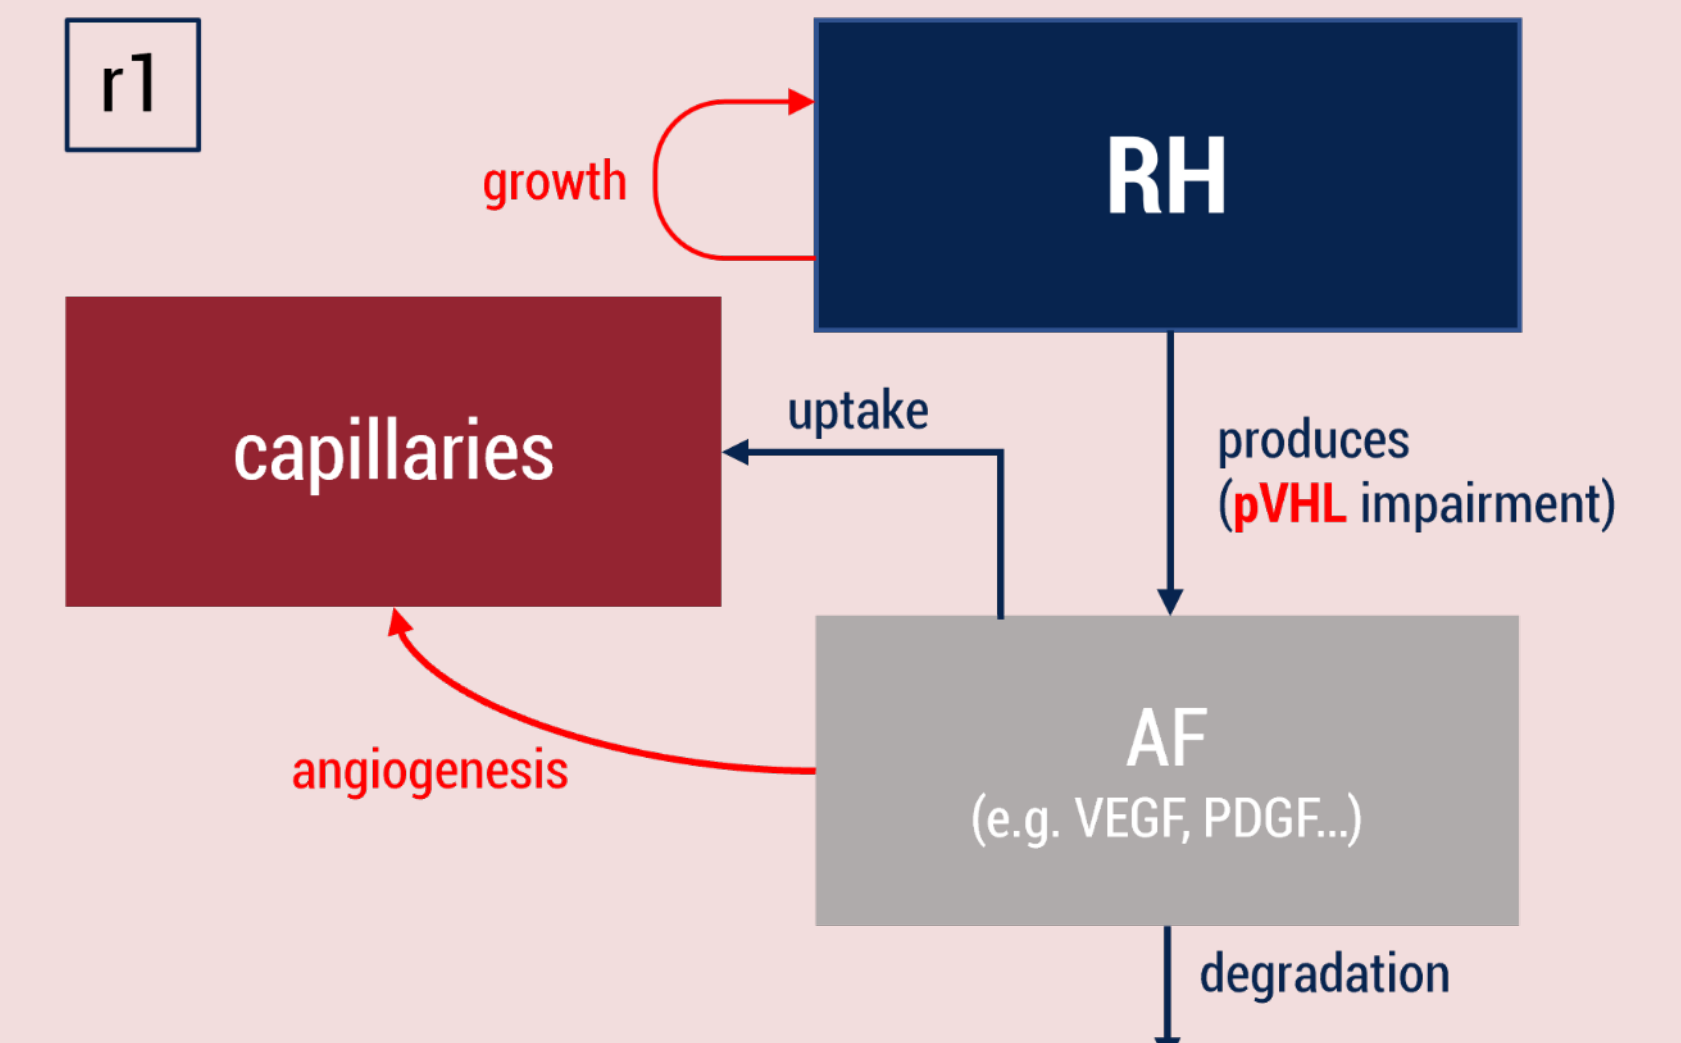 r1
RH
growth
capillaries
uptake
produces
(pVHL impairment)
AF
(e.g. VEGF, PDGF...)
angiogenesis
degradation